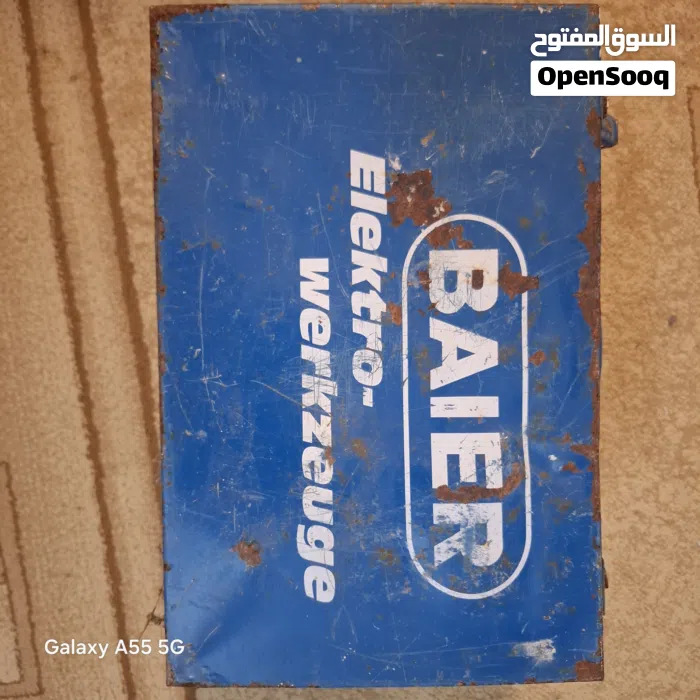 السوق المفتوح
OpenSooq
BAIER
Elektro-
werkzeuge
Galaxy A55 5G